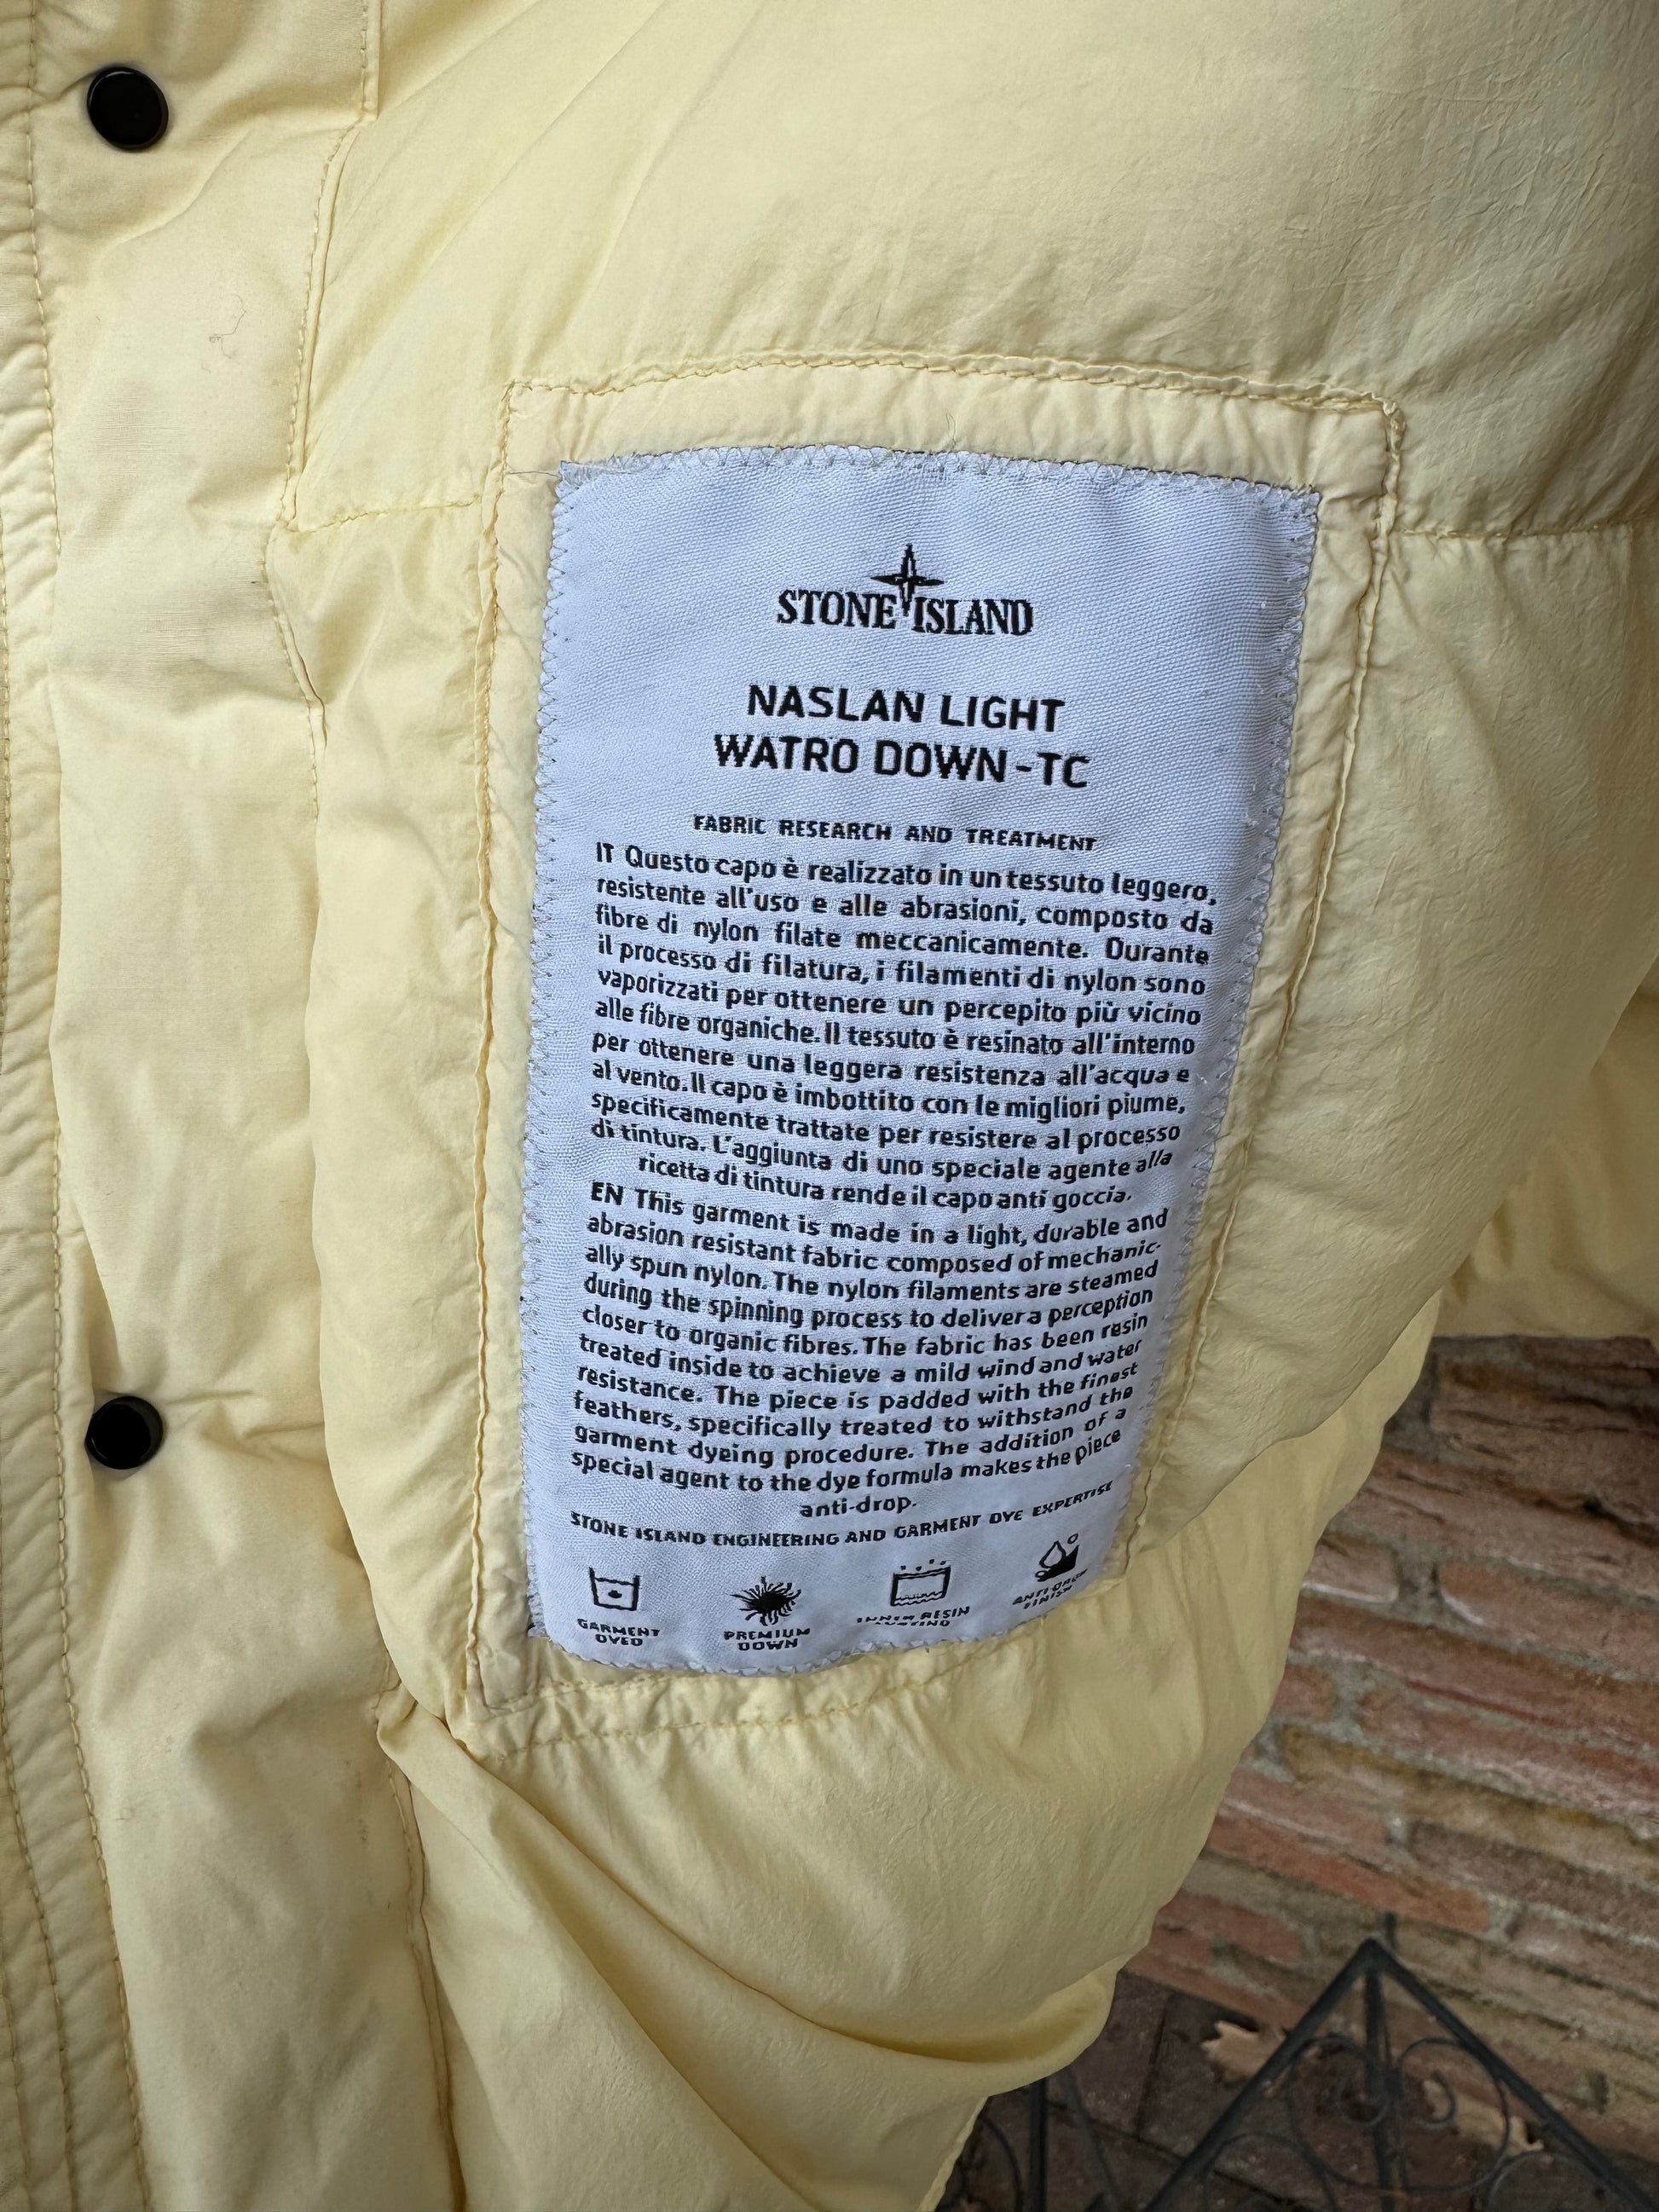 STONE ISLAND
NASLAN LIGHT
WATRO DOWN-TC
FABRIC RESEARCH AND TREATMENT
IT Questo capo è realizzato in un tessuto leggero,
resistente all'uso e alle abrasioni, composto da
fibre di nylon filate meccanicamente. Durante
il processo di filatura, i filamenti di nylon sono
vaporizzati per ottenere un percepito più vicino
alle fibre organiche. Il tessuto è resinato all'interno
per ottenere una leggera resistenza all'acqua e
al vento. Il capo è imbottito con le migliori piume,
specificamente trattate per resistere al processo
di tintura. L'aggiunta di uno speciale agente alla
ricetta di tintura rende il capo anti goccia.
EN This garment is made in a light, durable and
abrasion resistant fabric composed of mechanic-
ally spun nylon. The nylon filaments are steamed
during the spinning process to deliver a perception
closer to organic fibres. The fabric has been resin
treated inside to achieve a mild wind and water
resistance. The piece is padded with the finest
feathers, specifically treated to withstand the
garment dyeing procedure. The addition of a
special agent to the dye formula makes the piece
anti-drop.
STONE ISLAND ENGINEERING AND GARMENT DYE EXPERTISE
GARMENT
DYED
PREMIUM
DOWN
INNER RESIN
ANTI-DROP
FINISH